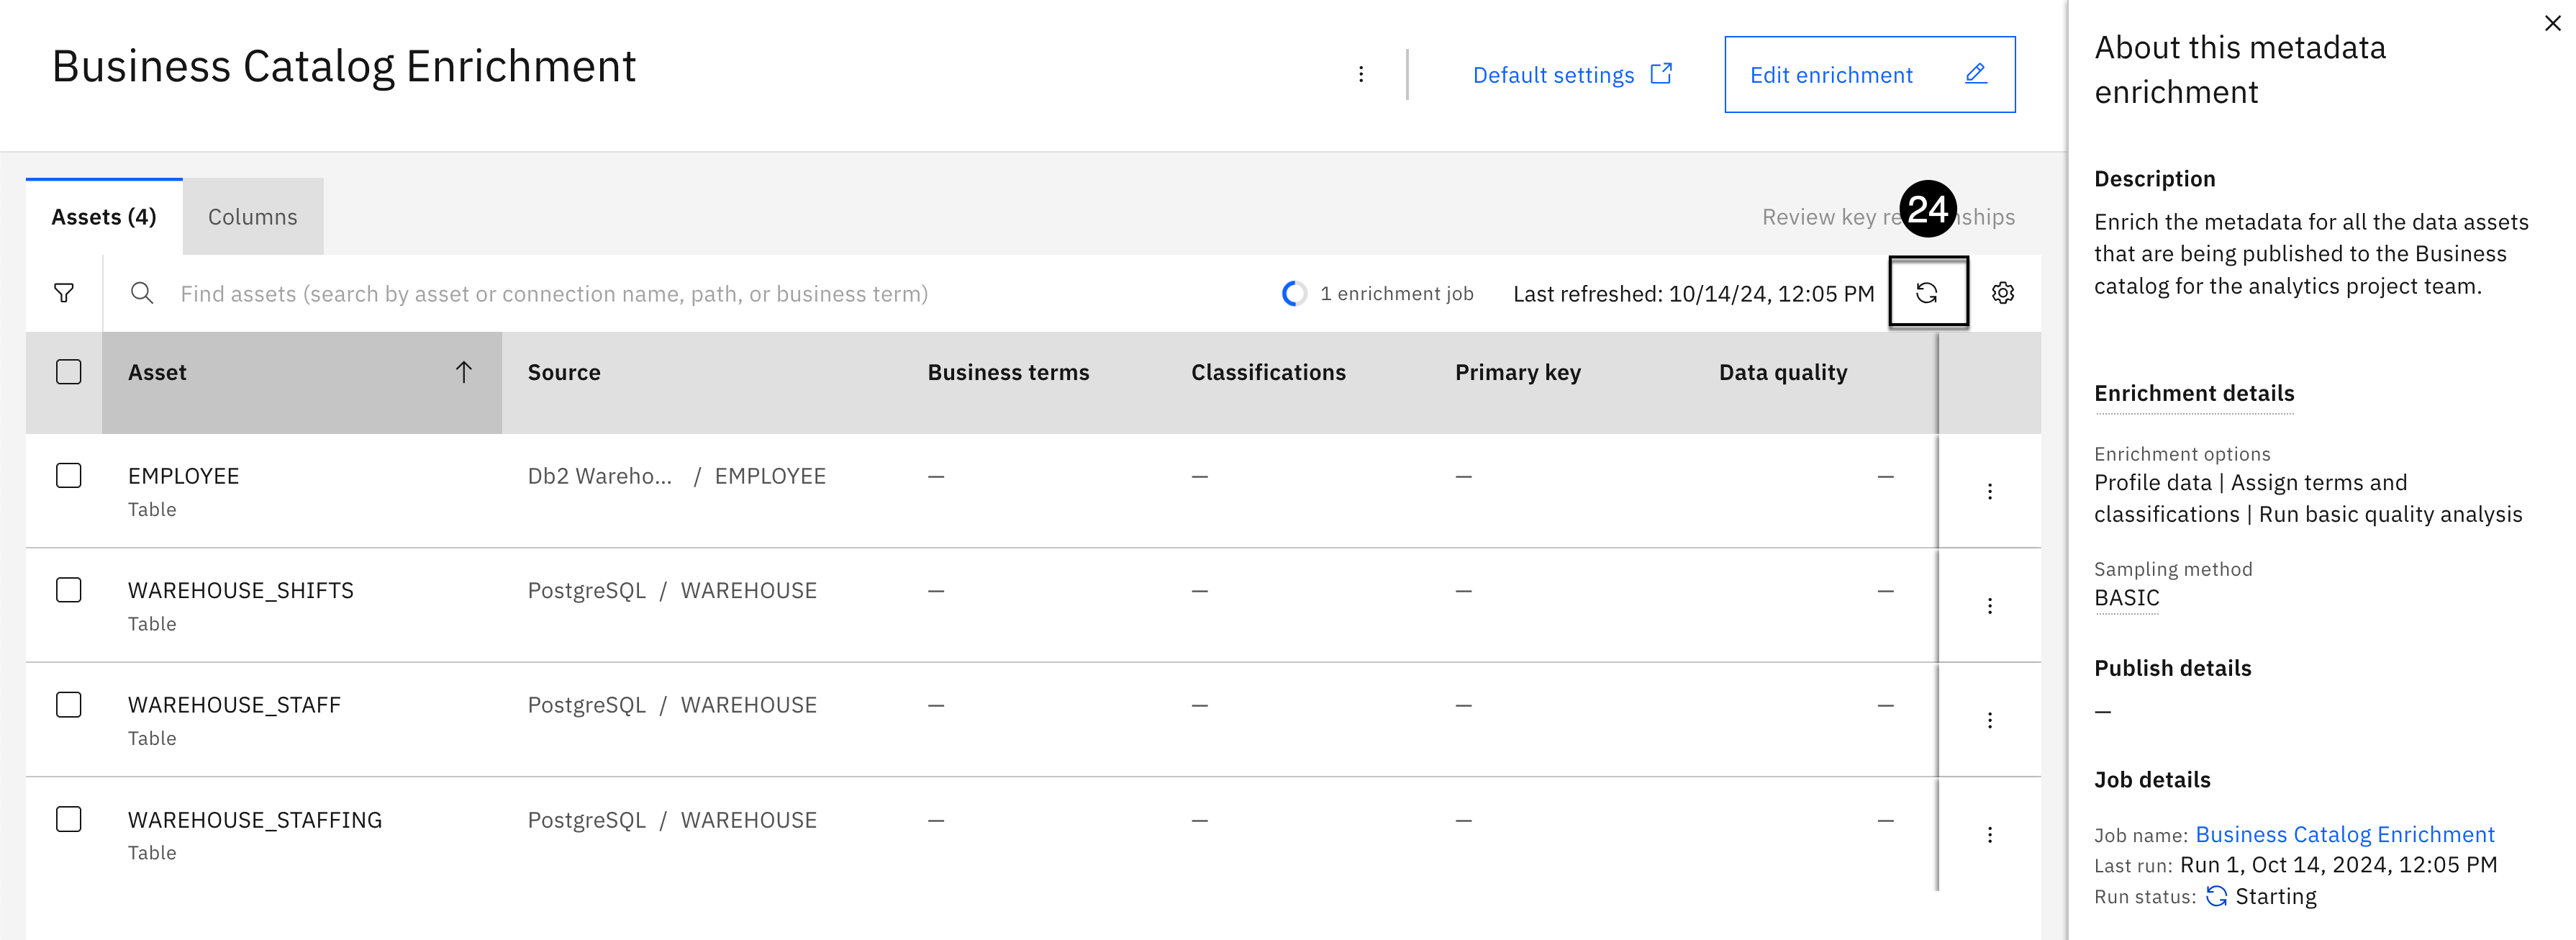 Business Catalog Enrichment
Default settings
Edit enrichment
Assets (4)
Columns
Review key re
24
nships
Find assets (search by asset or connection name, path, or business term)
1 enrichment job
Last refreshed: 10/14/24, 12:05 PM
Asset
Source
Business terms
Classifications
Primary key
Data quality
EMPLOYEE
Db2 Wareho... / EMPLOYEE
— — — —
Table
WAREHOUSE_SHIFTS
PostgreSQL / WAREHOUSE
— — — —
Table
WAREHOUSE_STAFF
PostgreSQL / WAREHOUSE
— — — —
Table
WAREHOUSE_STAFFING
PostgreSQL / WAREHOUSE
— — — —
Table
About this metadata
enrichment
Description
Enrich the metadata for all the data assets
that are being published to the Business
catalog for the analytics project team.
Enrichment details
Enrichment options
Profile data | Assign terms and
classifications | Run basic quality analysis
Sampling method
BASIC
Publish details
—
Job details
Job name: Business Catalog Enrichment
Last run: Run 1, Oct 14, 2024, 12:05 PM
Run status: Starting